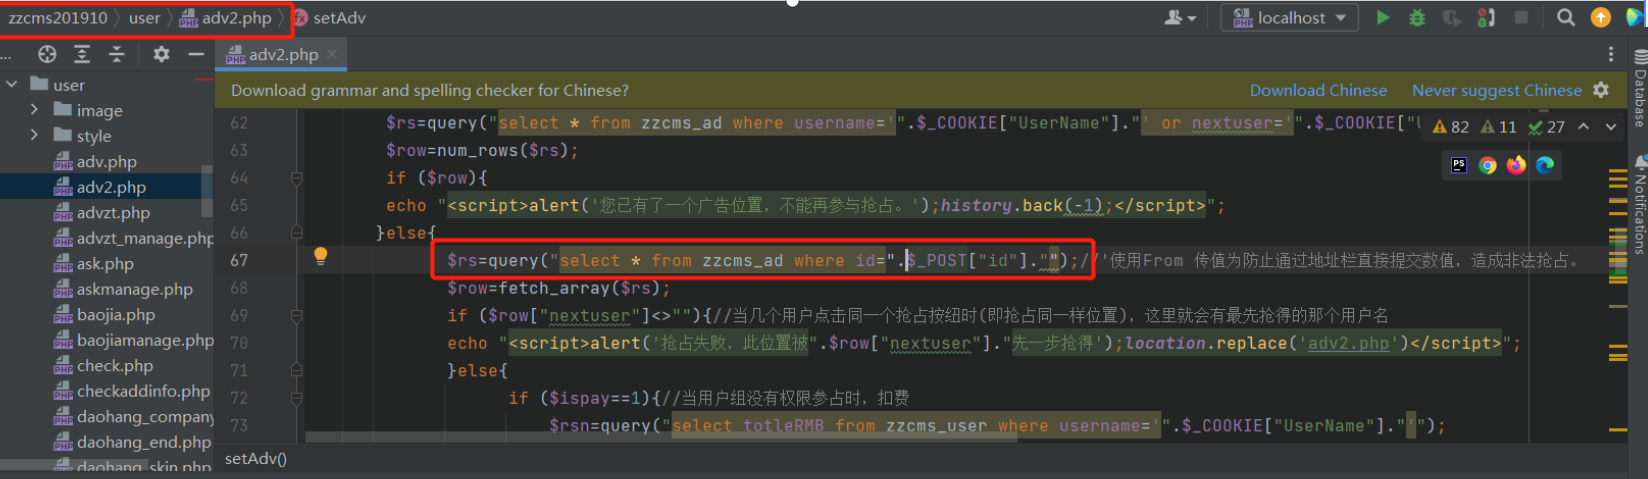 zzcms201910 user adv2.php setAdv localhost
adv2.php
Download grammar and spelling checker for Chinese? Download Chinese Never suggest Chinese
user
image
style
adv.php
adv2.php
advzt.php
advzt_manage.php
ask.php
askmanage.php
baojia.php
baojiamanage.php
check.php
checkaddinfo.php
daohang_company
daohang_end.php
daohang_skin.php
82 11 27
62 $rs=query("select * from zzcms_ad where username='".$_COOKIE["UserName"]."' or nextuser='".$_COOKIE["U
63 $row=num_rows($rs);
64 if ($row){
65 echo "<script>alert('您已有了一个广告位置，不能再参与抢占。');history.back(-1);</script>";
66 }else{
67 $rs=query("select * from zzcms_ad where id=".$_POST["id"]."");//'使用From 传值为防止通过地址栏直接提交数值，造成非法抢占。
68 $row=fetch_array($rs);
69 if ($row["nextuser"]<>""){//当几个用户点击同一个抢占按纽时(即抢占同一样位置)，这里就会有最先抢得的那个用户名
70 echo "<script>alert('抢占失败，此位置被".$row["nextuser"]."先一步抢得');location.replace('adv2.php')</script>";
71 }else{
72 if ($ispay==1){//当用户组没有权限参占时，扣费
73 $rsn=query("select totleRMB from zzcms_user where username='".$_COOKIE["UserName"]."'");
setAdv()
Database
Notifications